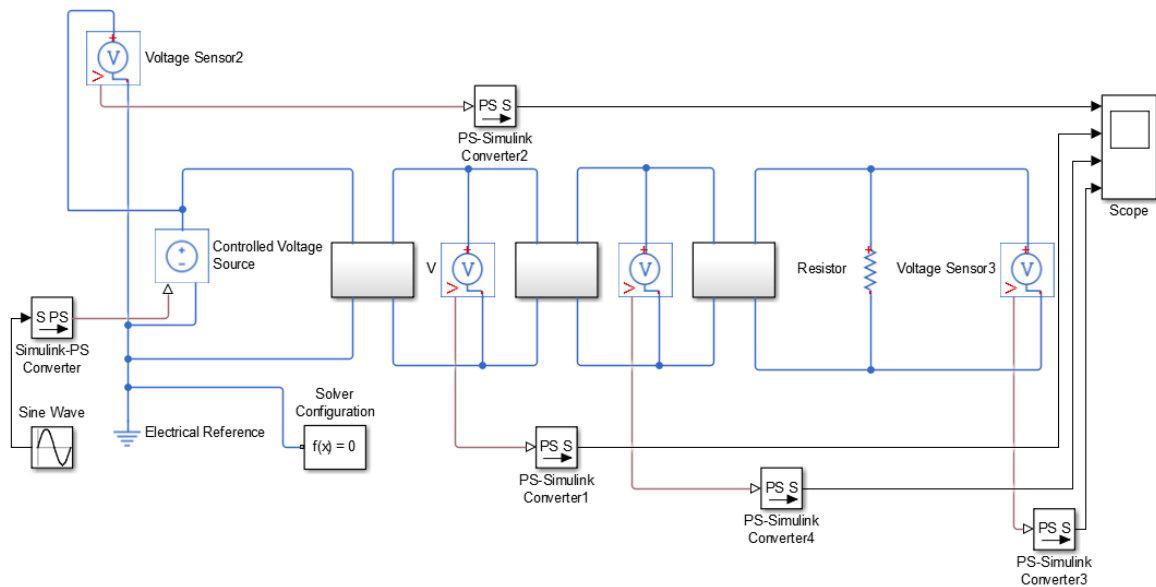 V
Voltage Sensor2
PS S
PS-Simulink
Converter2
Scope
+
-
Controlled Voltage
Source
V
V
V
Resistor
Voltage Sensor3
V
S PS
Simulink-PS
Converter
Sine Wave
Electrical Reference
Solver
Configuration
f(x) = 0
PS S
PS-Simulink
Converter1
PS S
PS-Simulink
Converter4
PS S
PS-Simulink
Converter3